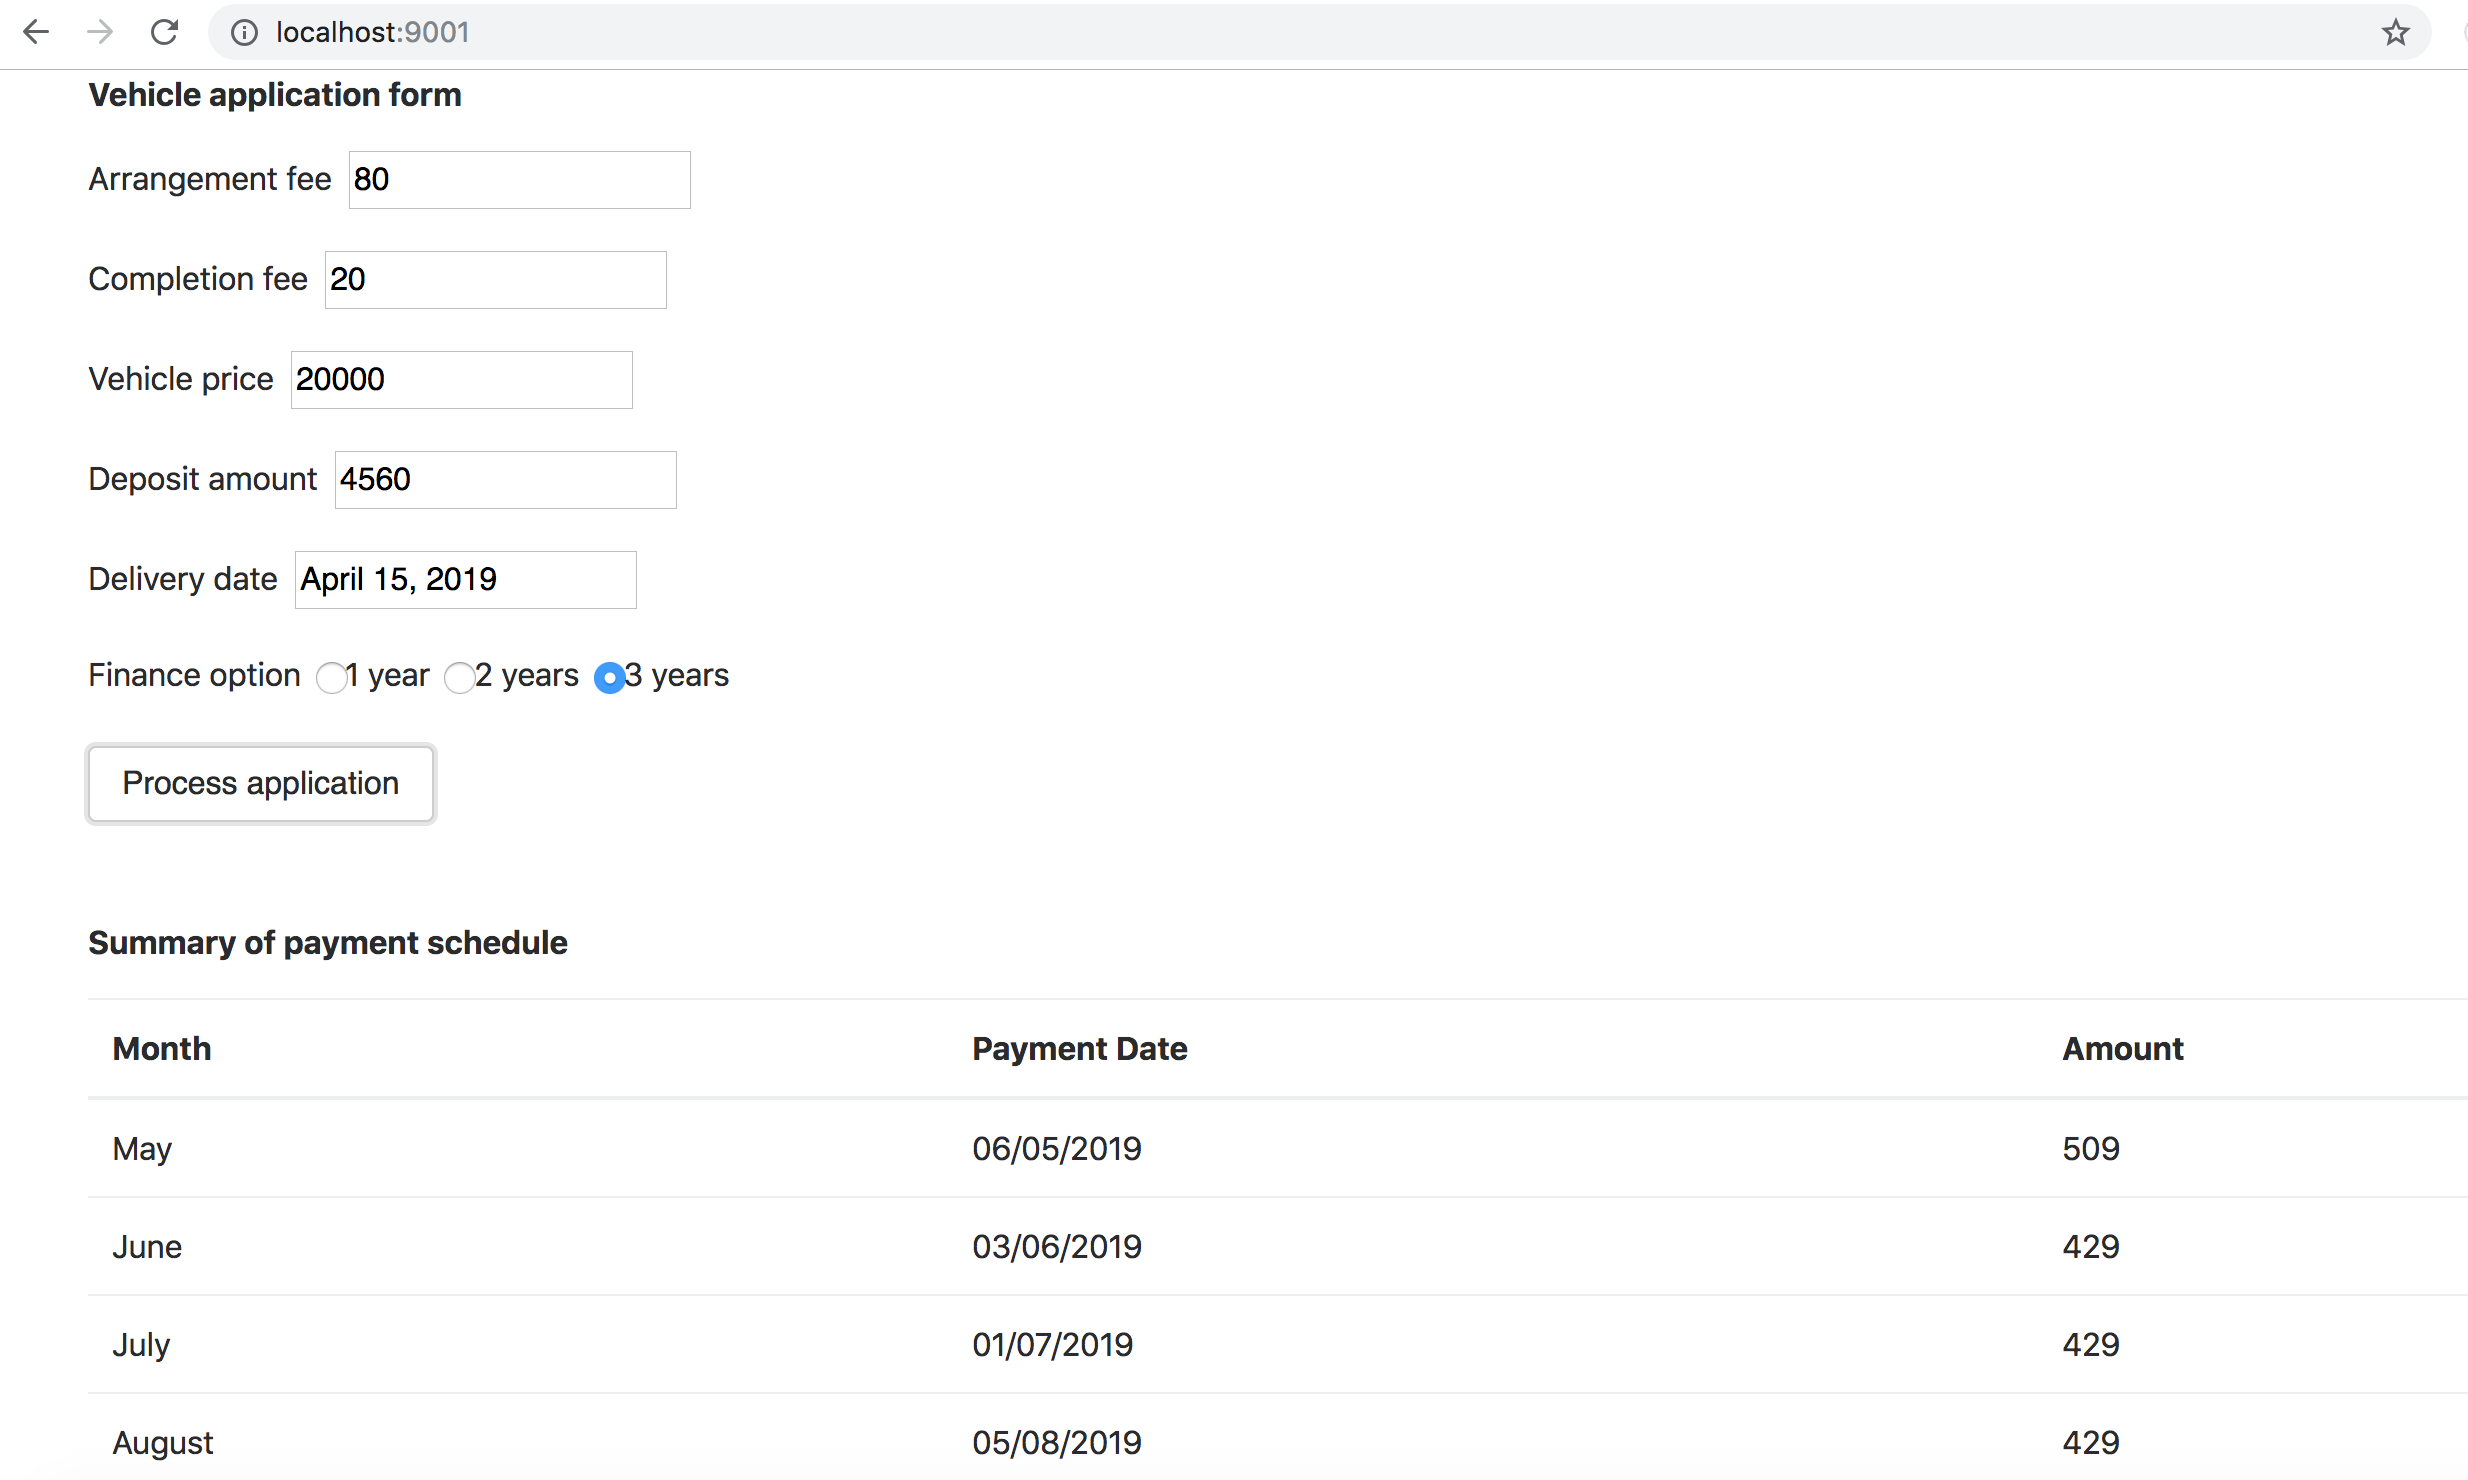 localhost:9001
Vehicle application form
Arrangement fee 80
Completion fee 20
Vehicle price 20000
Deposit amount 4560
Delivery date April 15, 2019
Finance option 1 year 2 years 3 years
Process application
Summary of payment schedule
Month Payment Date Amount
May 06/05/2019 509
June 03/06/2019 429
July 01/07/2019 429
August 05/08/2019 429